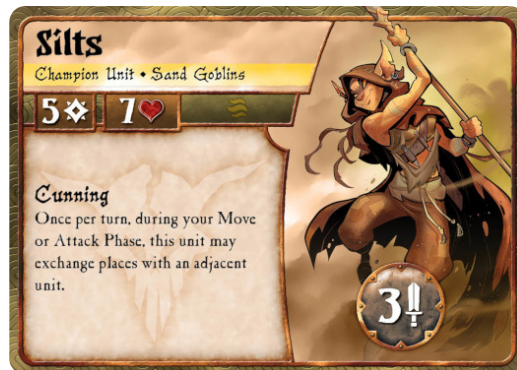 Silts
Champion Unit • Sand Goblins
5 7
Cunning
Once per turn, during your Move
or Attack Phase, this unit may
exchange places with an adjacent
unit.
3